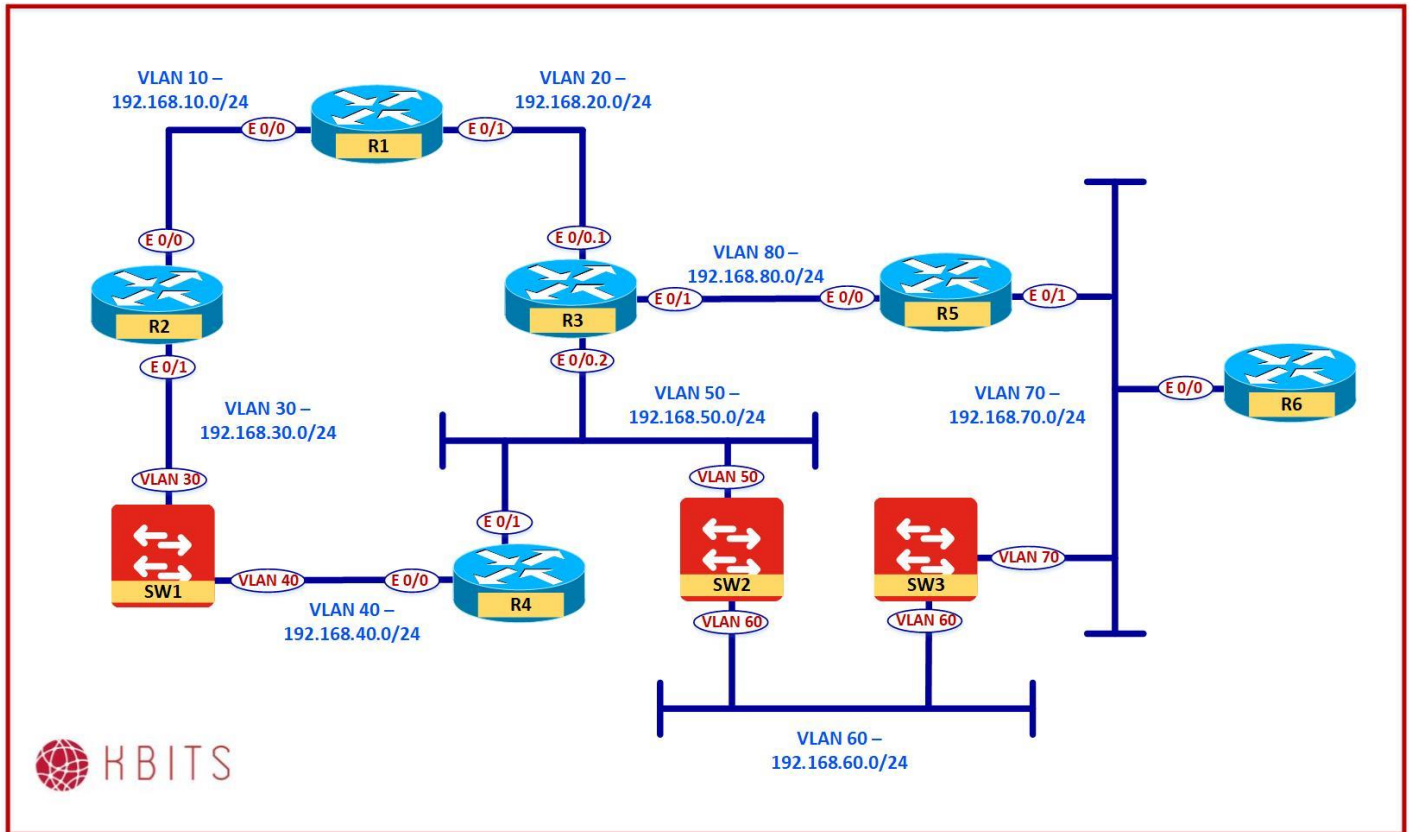 VLAN 10 –
192.168.10.0/24
VLAN 20 –
192.168.20.0/24
E 0/0
R1
E 0/1
E 0/0
R2
E 0/1
E 0/0.1
R3
E 0/1
E 0/0.2
VLAN 80 –
192.168.80.0/24
E 0/0
R5
E 0/1
E 0/0
R6
VLAN 30 –
192.168.30.0/24
VLAN 50 –
192.168.50.0/24
VLAN 70 –
192.168.70.0/24
VLAN 30
SW1
VLAN 40
E 0/0
E 0/1
R4
VLAN 40 –
192.168.40.0/24
VLAN 50
SW2
VLAN 60
SW3
VLAN 70
VLAN 60
VLAN 60 –
192.168.60.0/24
KBITS